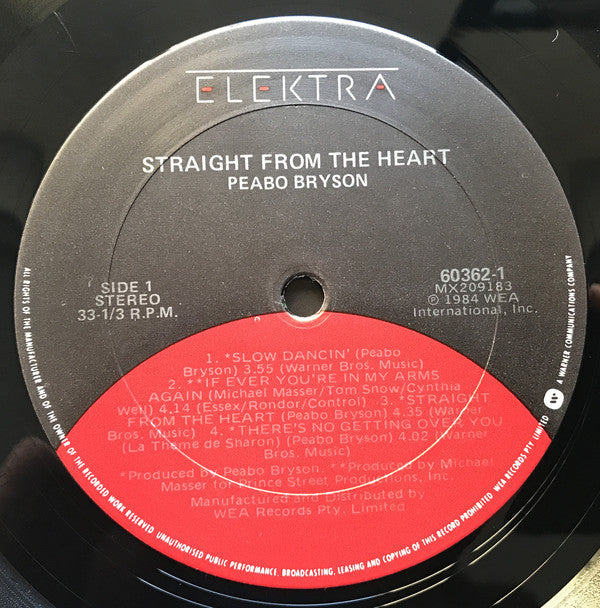 ELEKTRA
STRAIGHT FROM THE HEART
PEABO BRYSON
SIDE 1
STEREO
33-1/3 R.P.M.
60362-1
MX209183
℗ 1984 WEA
International, Inc.
1. *SLOW DANCIN' (Peabo
Bryson) 3.55 (Warner Bros. Music)
2. **IF EVER YOU'RE IN MY ARMS
AGAIN (Michael Masser/Tom Snow/Cynthia
Weil) 4.14 (Essex/Rondor/Control) 3. *STRAIGHT
FROM THE HEART (Peabo Bryson) 4.35 (Warner
Bros. Music) 4. *THERE'S NO GETTING OVER YOU
(La Theme de Sharon) (Peabo Bryson) 4.02 (Warner
Bros. Music)
*Produced by Peabo Bryson. **Produced by Michael
Masser for Prince Street Productions, Inc.
Manufactured and Distributed by
WEA Records Pty. Limited
ALL RIGHTS OF THE MANUFACTURER AND OF THE OWNER OF THE RECORDED WORK RESERVED. UNAUTHORISED PUBLIC PERFORMANCE, BROADCASTING, LEASING AND COPYING OF THIS RECORD PROHIBITED WEA RECORDS PTY. LIMITED W A WARNER COMMUNICATIONS COMPANY